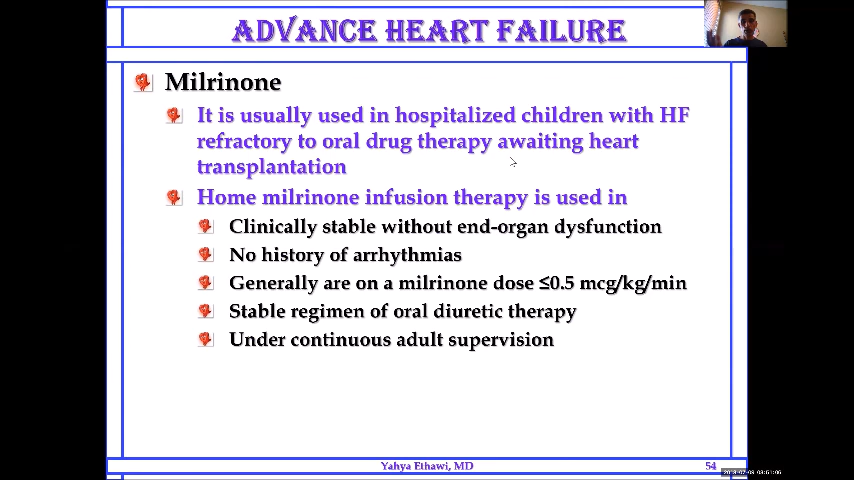 ADVANCE HEART FAILURE
Milrinone
It is usually used in hospitalized children with HF
refractory to oral drug therapy awaiting heart
transplantation
Home milrinone infusion therapy is used in
Clinically stable without end-organ dysfunction
No history of arrhythmias
Generally are on a milrinone dose ≤0.5 mcg/kg/min
Stable regimen of oral diuretic therapy
Under continuous adult supervision
Yahya Ethawi, MD
54